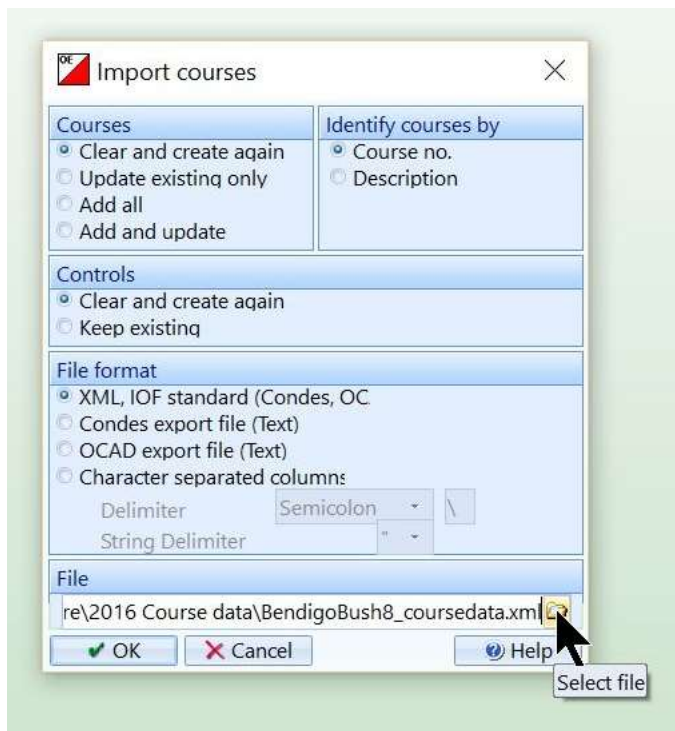 OE
Import courses
Courses
Clear and create again
Update existing only
Add all
Add and update
Identify courses by
Course no.
Description
Controls
Clear and create again
Keep existing
File format
XML, IOF standard (Condes, OC
Condes export file (Text)
OCAD export file (Text)
Character separated columns
Delimiter Semicolon \
String Delimiter "
File
re\2016 Course data\BendigoBush8_coursedata.xml
OK Cancel Help
Select file